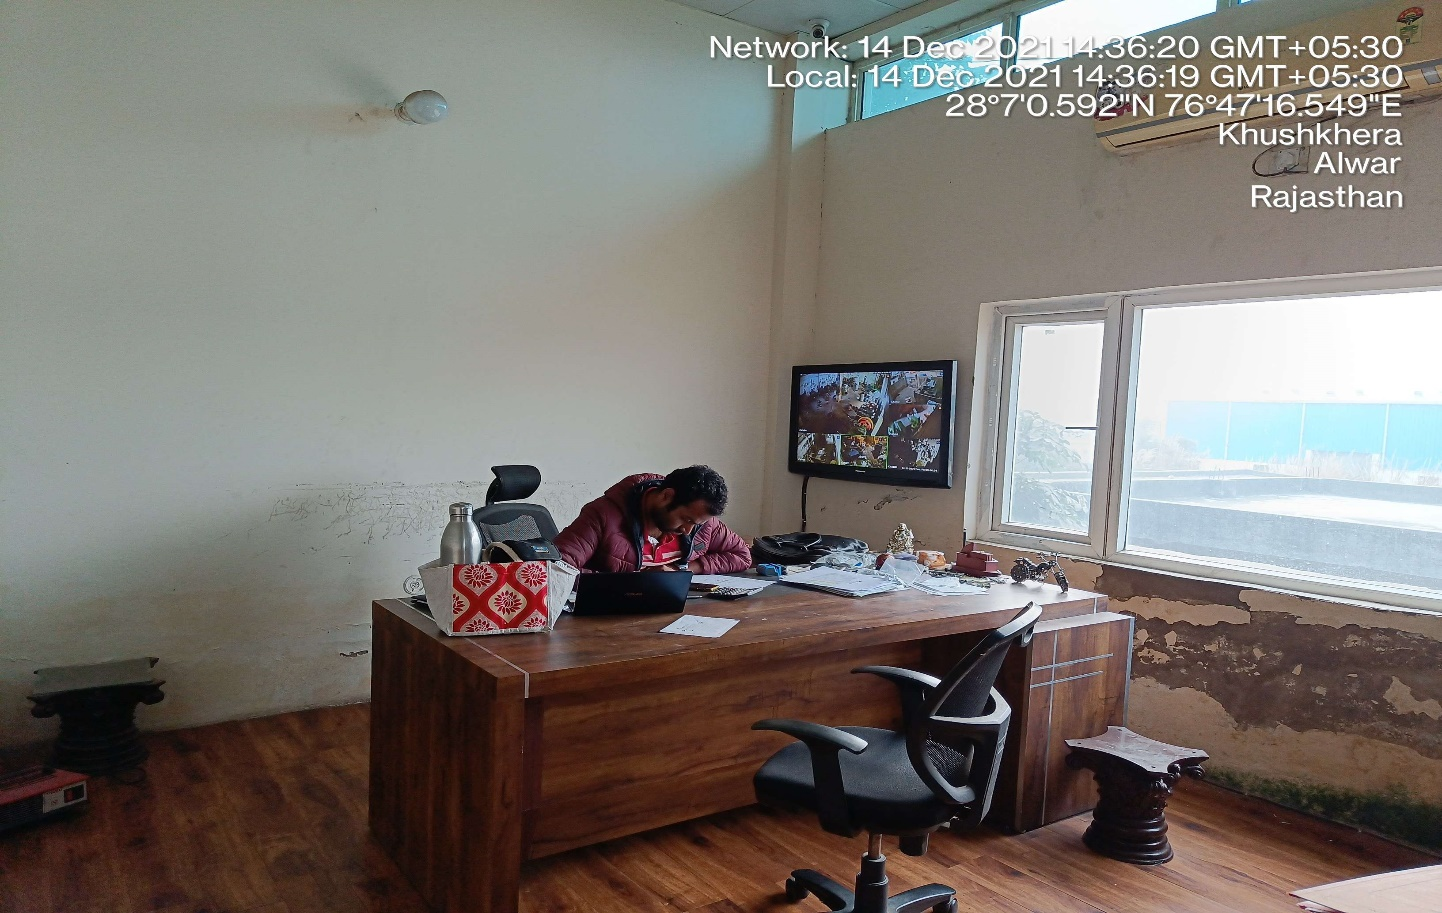 Network: 14 Dec 2021 14:36:20 GMT+05:30
Local: 14 Dec 2021 14:36:19 GMT+05:30
28°7'0.592"N 76°47'16.549"E
Khushkhera
Alwar
Rajasthan